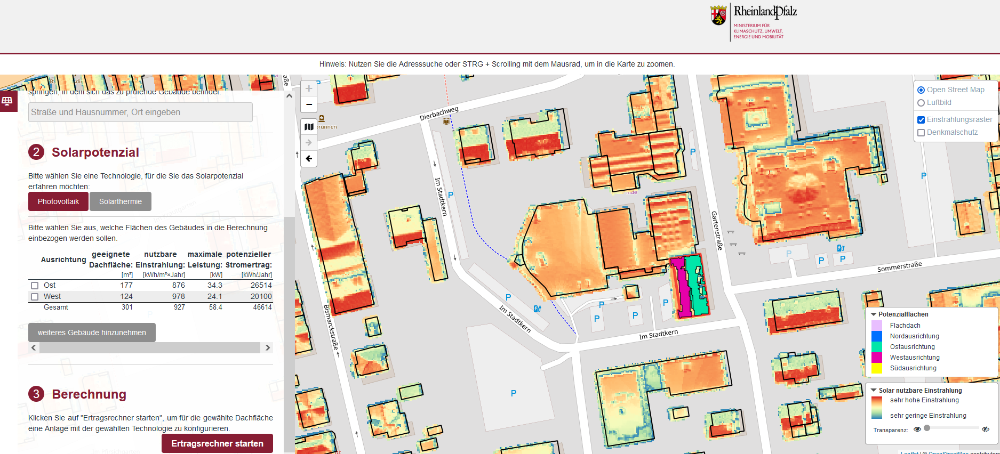 RheinlandPfalz
MINISTERIUM FÜR
KLIMASCHUTZ, UMWELT,
ENERGIE UND MOBILITÄT
Hinweis: Nutzen Sie die Adresssuche oder STRG + Scrolling mit dem Mausrad, um in die Karte zu zoomen.
springen, in dem sich das zu prüfende Gebäude befindet.
Straße und Hausnummer, Ort eingeben
2 Solarpotenzial
Bitte wählen Sie eine Technologie, für die Sie das Solarpotenzial
erfahren möchten:
Photovoltaik Solarthermie
Bitte wählen Sie aus, welche Flächen des Gebäudes in die Berechnung
einbezogen werden sollen.
geeignete nutzbare maximale potenzieller
Ausrichtung Dachfläche: Einstrahlung: Leistung: Stromertrag:
[m²] [kWh/m²×Jahr] [kW] [kWh/Jahr]
Ost 177 876 34.3 26514
West 124 978 24.1 20100
Gesamt 301 927 58.4 46614
weiteres Gebäude hinzunehmen
3 Berechnung
Klicken Sie auf "Ertragsrechner starten", um für die gewählte Dachfläche
eine Anlage mit der gewählten Technologie zu konfigurieren.
Ertragsrechner starten
Im Pfirsichgarten
+
−
aße
brunnen
Dierbachweg
Im Stadtkern
P
P
P
Gartenstraße
P
P
P
P
Sommerstraße
P
P
P
P
P
Im Stadtkern
Im Stadtkern
Bismarckstraße
P
Open Street Map
Luftbild
Einstrahlungsraster
Denkmalschutz
Potenzialflächen
Flachdach
Nordausrichtung
Ostausrichtung
Westausrichtung
Südausrichtung
Solar nutzbare Einstrahlung
sehr hohe Einstrahlung
sehr geringe Einstrahlung
Transparenz:
Leaflet | © OpenStreetMap contributors